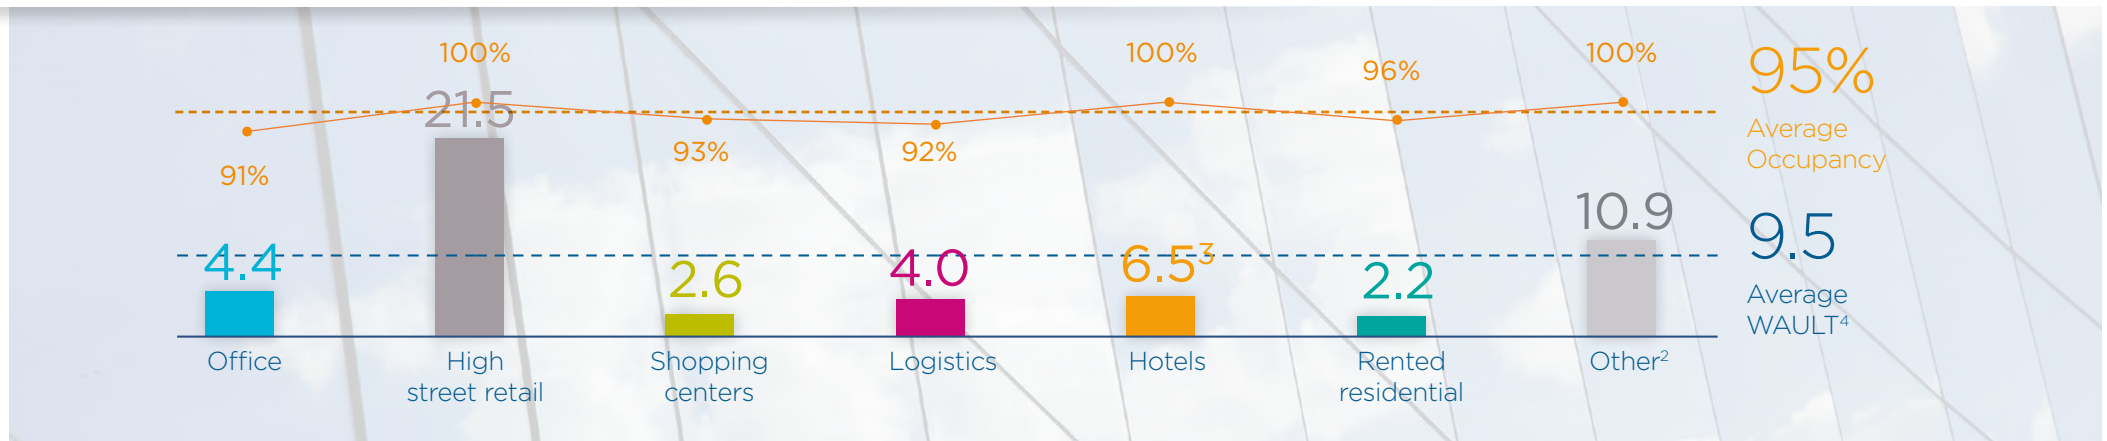 100%
100%
96%
100%
95%
Average
Occupancy
21.5
91%
93%
92%
4.4
2.6
4.0
6.5³
2.2
10.9
9.5
Average
WAULT⁴
Office
High
street retail
Shopping
centers
Logistics
Hotels
Rented
residential
Other²